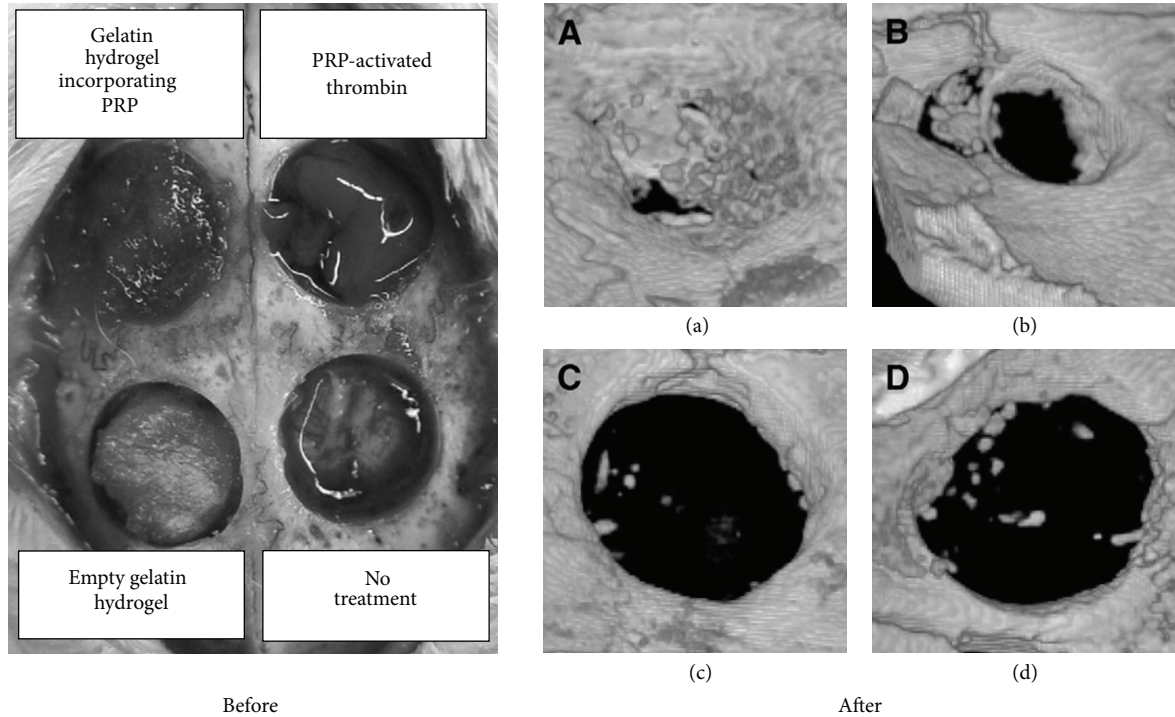 Gelatin
hydrogel
incorporating
PRP
PRP-activated
thrombin
Empty gelatin
hydrogel
No
treatment
Before
A
(a)
B
(b)
C
(c)
D
(d)
After